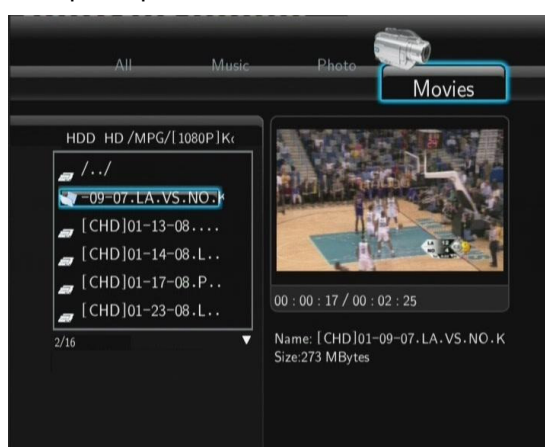 All Music Photo Movies
HDD HD/MPG/[1080P]K
/../
-09-07.LA.VS.NO.K
[CHD]01-13-08....
[CHD]01-14-08.L..
[CHD]01-17-08.P..
[CHD]01-23-08.L..
2/16
00 : 00 : 17 / 00 : 02 : 25
Name: [CHD]01-09-07.LA.VS.NO.K
Size:273 MBytes